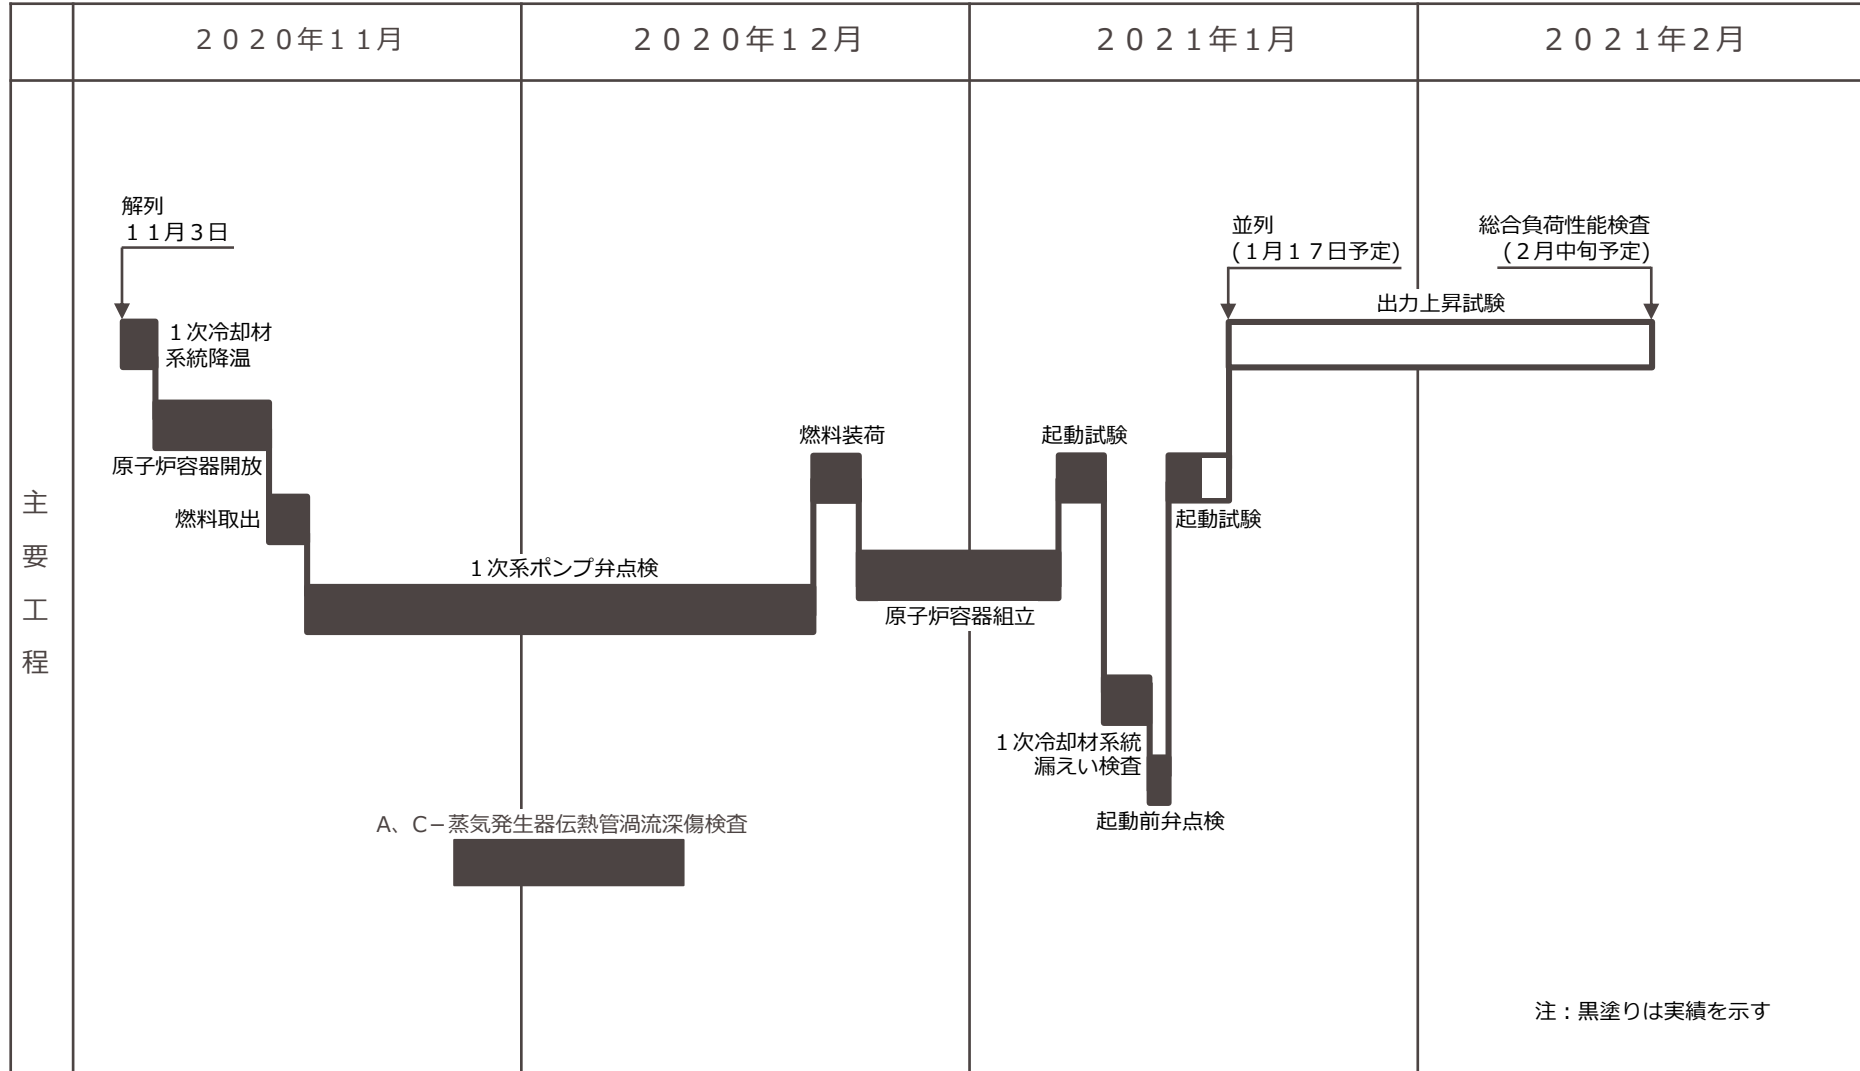 ２０２０年１１月
２０２０年１２月
２０２１年１月
２０２１年２月
主要工程
解列
１１月３日
並列
(１月１７日予定)
総合負荷性能検査
(２月中旬予定)
出力上昇試験
１次冷却材
系統降温
燃料装荷
起動試験
原子炉容器開放
燃料取出
起動試験
１次系ポンプ弁点検
原子炉容器組立
１次冷却材系統
漏えい検査
起動前弁点検
A、C－蒸気発生器伝熱管渦流深傷検査
注：黒塗りは実績を示す